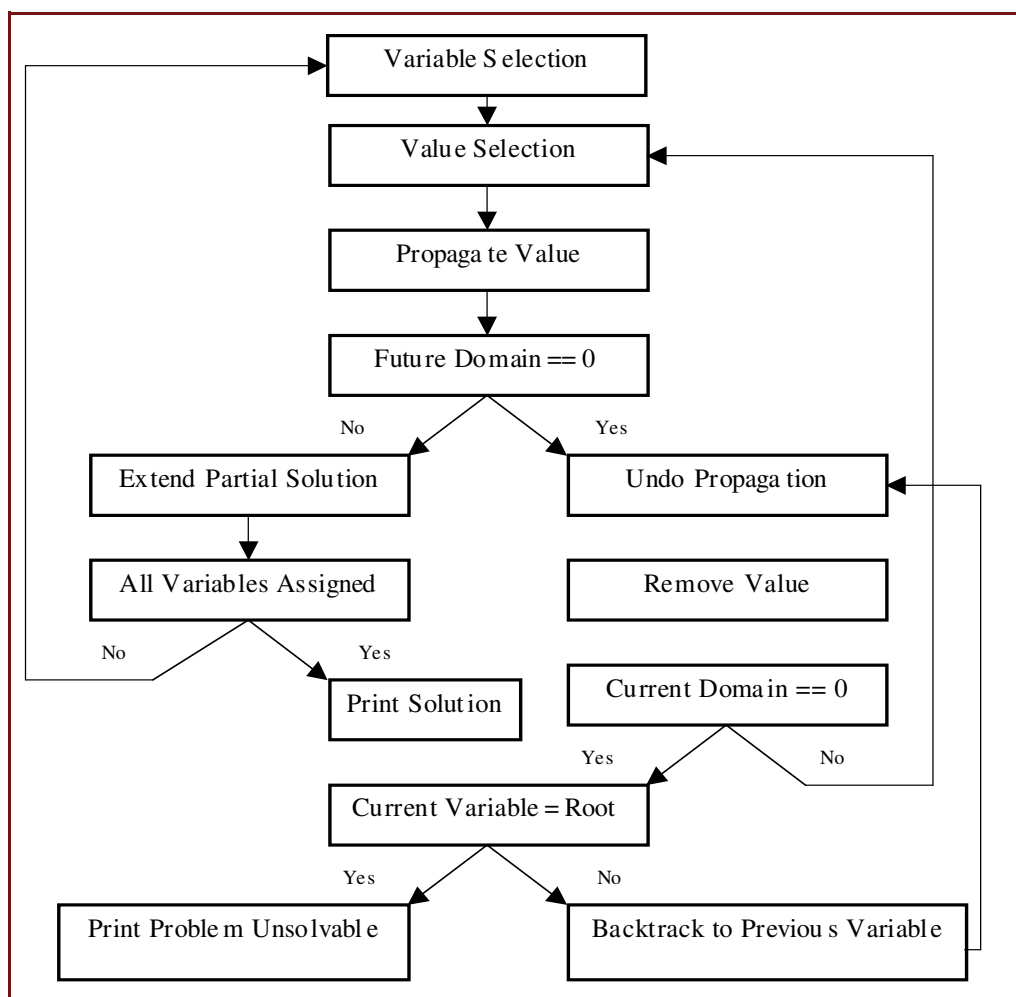 Variable Selection
Value Selection
Propagate Value
Future Domain == 0
No
Yes
Extend Partial Solution
Undo Propagation
All Variables Assigned
Remove Value
No
Yes
Print Solution
Current Domain == 0
Yes
No
Current Variable = Root
Yes
No
Print Problem Unsolvable
Backtrack to Previous Variable